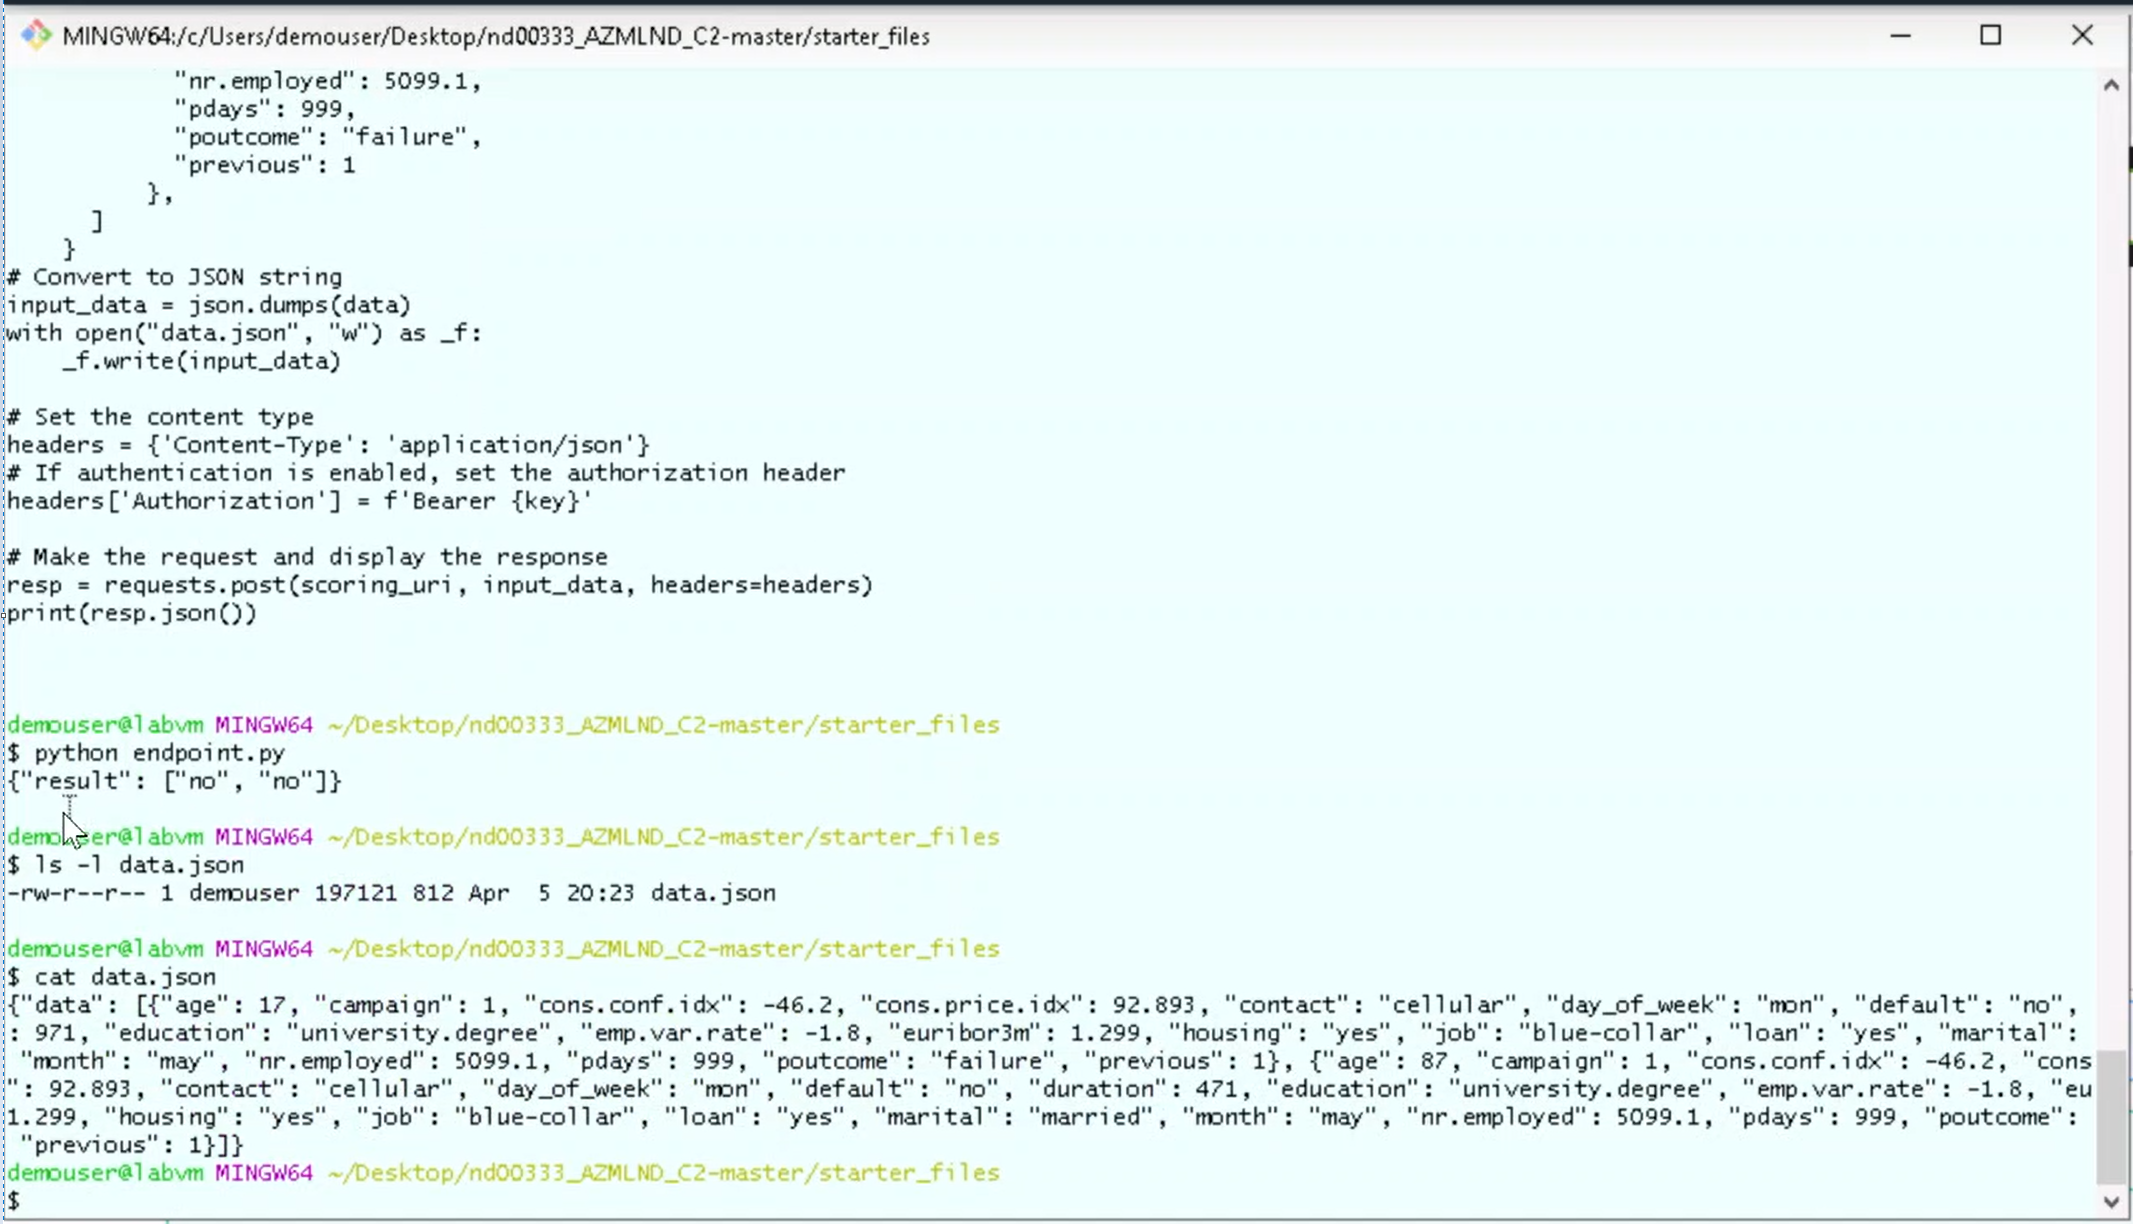 MINGW64:/c/Users/demouser/Desktop/nd00333_AZMLND_C2-master/starter_files
"nr.employed": 5099.1,
"pdays": 999,
"poutcome": "failure",
"previous": 1
},
]
}
# Convert to JSON string
input_data = json.dumps(data)
with open("data.json", "w") as _f:
_f.write(input_data)
# Set the content type
headers = {'Content-Type': 'application/json'}
# If authentication is enabled, set the authorization header
headers['Authorization'] = f'Bearer {key}'
# Make the request and display the response
resp = requests.post(scoring_uri, input_data, headers=headers)
print(resp.json())
demouser@labvm MINGW64 ~/Desktop/nd00333_AZMLND_C2-master/starter_files
$ python endpoint.py
{"result": ["no", "no"]}
demouser@labvm MINGW64 ~/Desktop/nd00333_AZMLND_C2-master/starter_files
$ ls -l data.json
-rw-r--r-- 1 demouser 197121 812 Apr  5 20:23 data.json
demouser@labvm MINGW64 ~/Desktop/nd00333_AZMLND_C2-master/starter_files
$ cat data.json
{"data": [{"age": 17, "campaign": 1, "cons.conf.idx": -46.2, "cons.price.idx": 92.893, "contact": "cellular", "day_of_week": "mon", "default": "no",
: 971, "education": "university.degree", "emp.var.rate": -1.8, "euribor3m": 1.299, "housing": "yes", "job": "blue-collar", "loan": "yes", "marital":
"month": "may", "nr.employed": 5099.1, "pdays": 999, "poutcome": "failure", "previous": 1}, {"age": 87, "campaign": 1, "cons.conf.idx": -46.2, "cons
": 92.893, "contact": "cellular", "day_of_week": "mon", "default": "no", "duration": 471, "education": "university.degree", "emp.var.rate": -1.8, "eu
1.299, "housing": "yes", "job": "blue-collar", "loan": "yes", "marital": "married", "month": "may", "nr.employed": 5099.1, "pdays": 999, "poutcome":
"previous": 1}]}
demouser@labvm MINGW64 ~/Desktop/nd00333_AZMLND_C2-master/starter_files
$